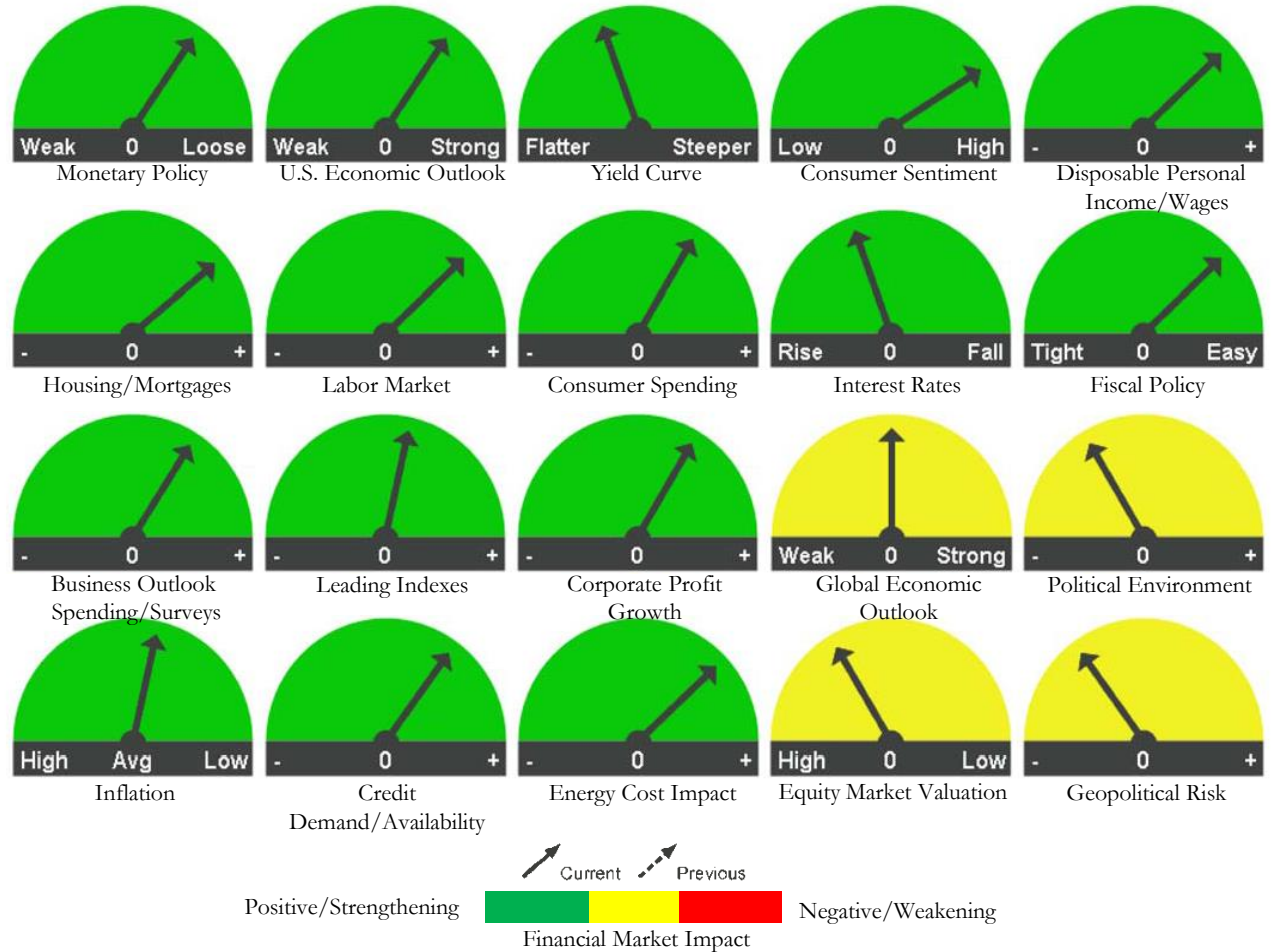 Weak 0 Loose
Monetary Policy
Weak 0 Strong
U.S. Economic Outlook
Flatter Steeper
Yield Curve
Low 0 High
Consumer Sentiment
- 0 +
Disposable Personal
Income/Wages
- 0 +
Housing/Mortgages
- 0 +
Labor Market
- 0 +
Consumer Spending
Rise 0 Fall
Interest Rates
Tight 0 Easy
Fiscal Policy
- 0 +
Business Outlook
Spending/Surveys
- 0 +
Leading Indexes
- 0 +
Corporate Profit
Growth
Weak 0 Strong
Global Economic
Outlook
- 0 +
Political Environment
High Avg Low
Inflation
- 0 +
Credit
Demand/Availability
- 0 +
Energy Cost Impact
High 0 Low
Equity Market Valuation
- 0 +
Geopolitical Risk
Current Previous
Positive/Strengthening Negative/Weakening
Financial Market Impact